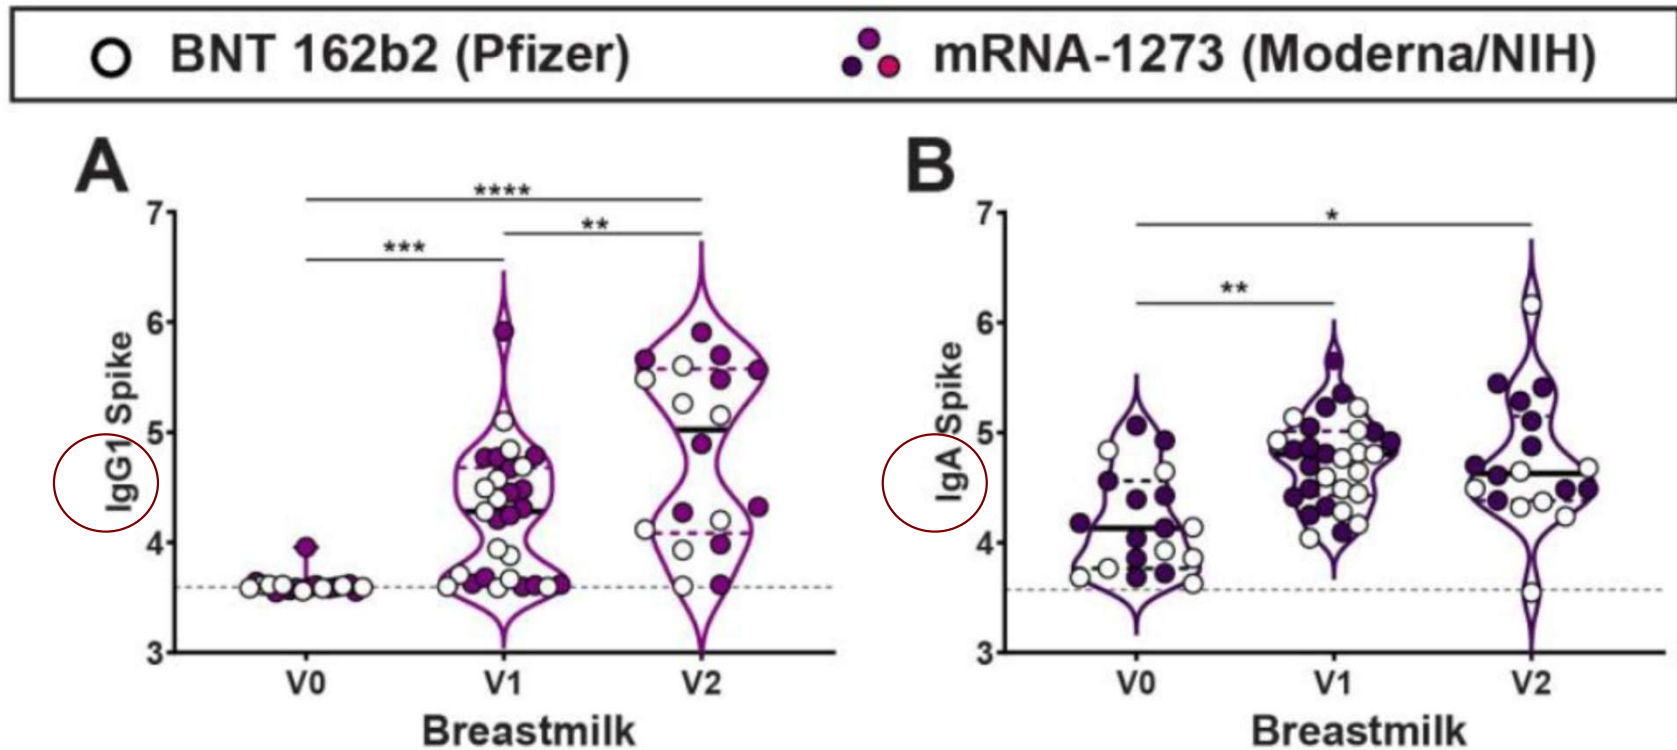 BNT 162b2 (Pfizer) mRNA-1273 (Moderna/NIH)
A
IgG1 Spike
7
6
5
4
3
****
***
**
V0 V1 V2
Breastmilk
B
IgA Spike
7
6
5
4
3
*
**
V0 V1 V2
Breastmilk